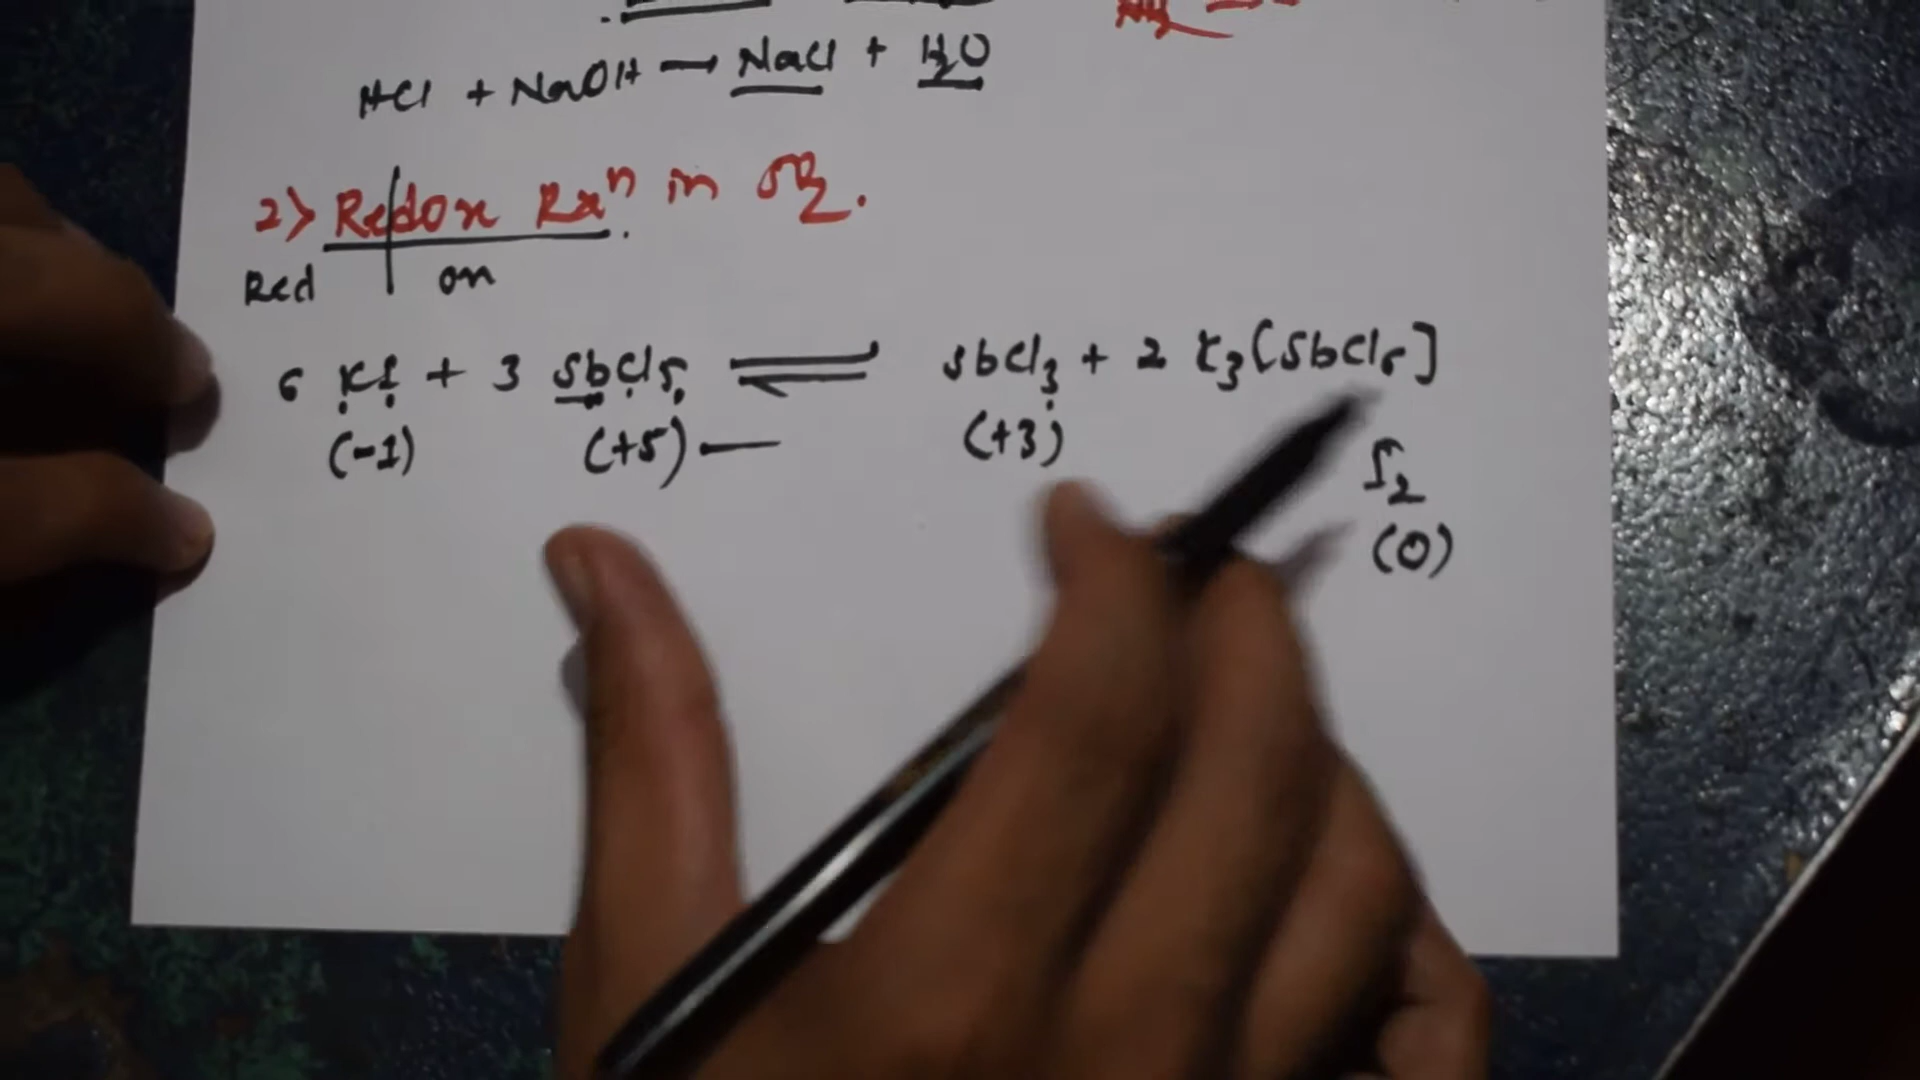 HCl + NaOH → NaCl + H2O
2> Redox Rxn in SO2.
Red | ox
6 KI + 3 SbCl5 ⇌ SbCl3 + 2 K3[SbCl6]
(-1) (+5) — (+3)
I2
(0)